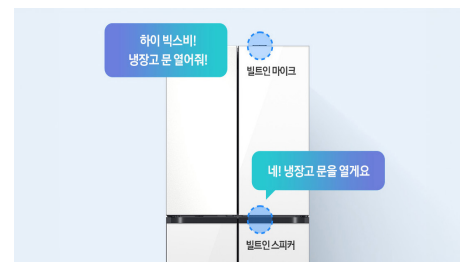 하이 빅스비!
냉장고 문 열어줘!
빌트인 마이크
네! 냉장고 문을 열게요
빌트인 스피커